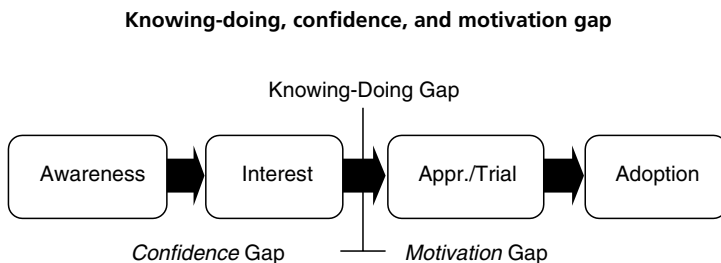 Knowing-doing, confidence, and motivation gap
Knowing-Doing Gap
Awareness
Interest
Appr./Trial
Adoption
Confidence Gap
Motivation Gap